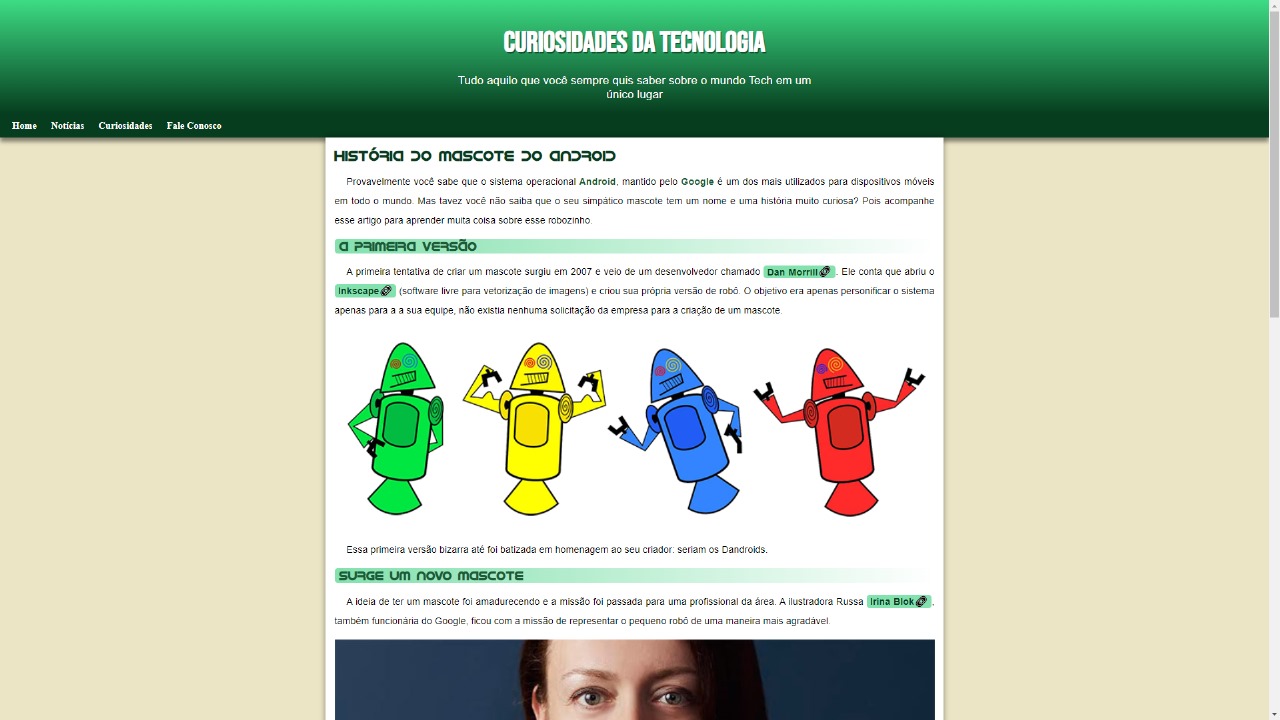 CURIOSIDADES DA TECNOLOGIA
Tudo aquilo que você sempre quis saber sobre o mundo Tech em um
único lugar
Home Notícias Curiosidades Fale Conosco
HISTÓRIA DO MASCOTE DO ANDROID
Provavelmente você sabe que o sistema operacional Android, mantido pelo Google é um dos mais utilizados para dispositivos móveis
em todo o mundo. Mas tavez você não saiba que o seu simpático mascote tem um nome e uma história muito curiosa? Pois acompanhe
esse artigo para aprender muita coisa sobre esse robozinho.
A PRIMEIRA VERSÃO
A primeira tentativa de criar um mascote surgiu em 2007 e veio de um desenvolvedor chamado Dan Morrill. Ele conta que abriu o
Inkscape (software livre para vetorização de imagens) e criou sua própria versão de robô. O objetivo era apenas personificar o sistema
apenas para a a sua equipe, não existia nenhuma solicitação da empresa para a criação de um mascote.
Essa primeira versão bizarra até foi batizada em homenagem ao seu criador: seriam os Dandroids.
SURGE UM NOVO MASCOTE
A ideia de ter um mascote foi amadurecendo e a missão foi passada para uma profissional da área. A ilustradora Russa Irina Blok,
também funcionária do Google, ficou com a missão de representar o pequeno robô de uma maneira mais agradável.